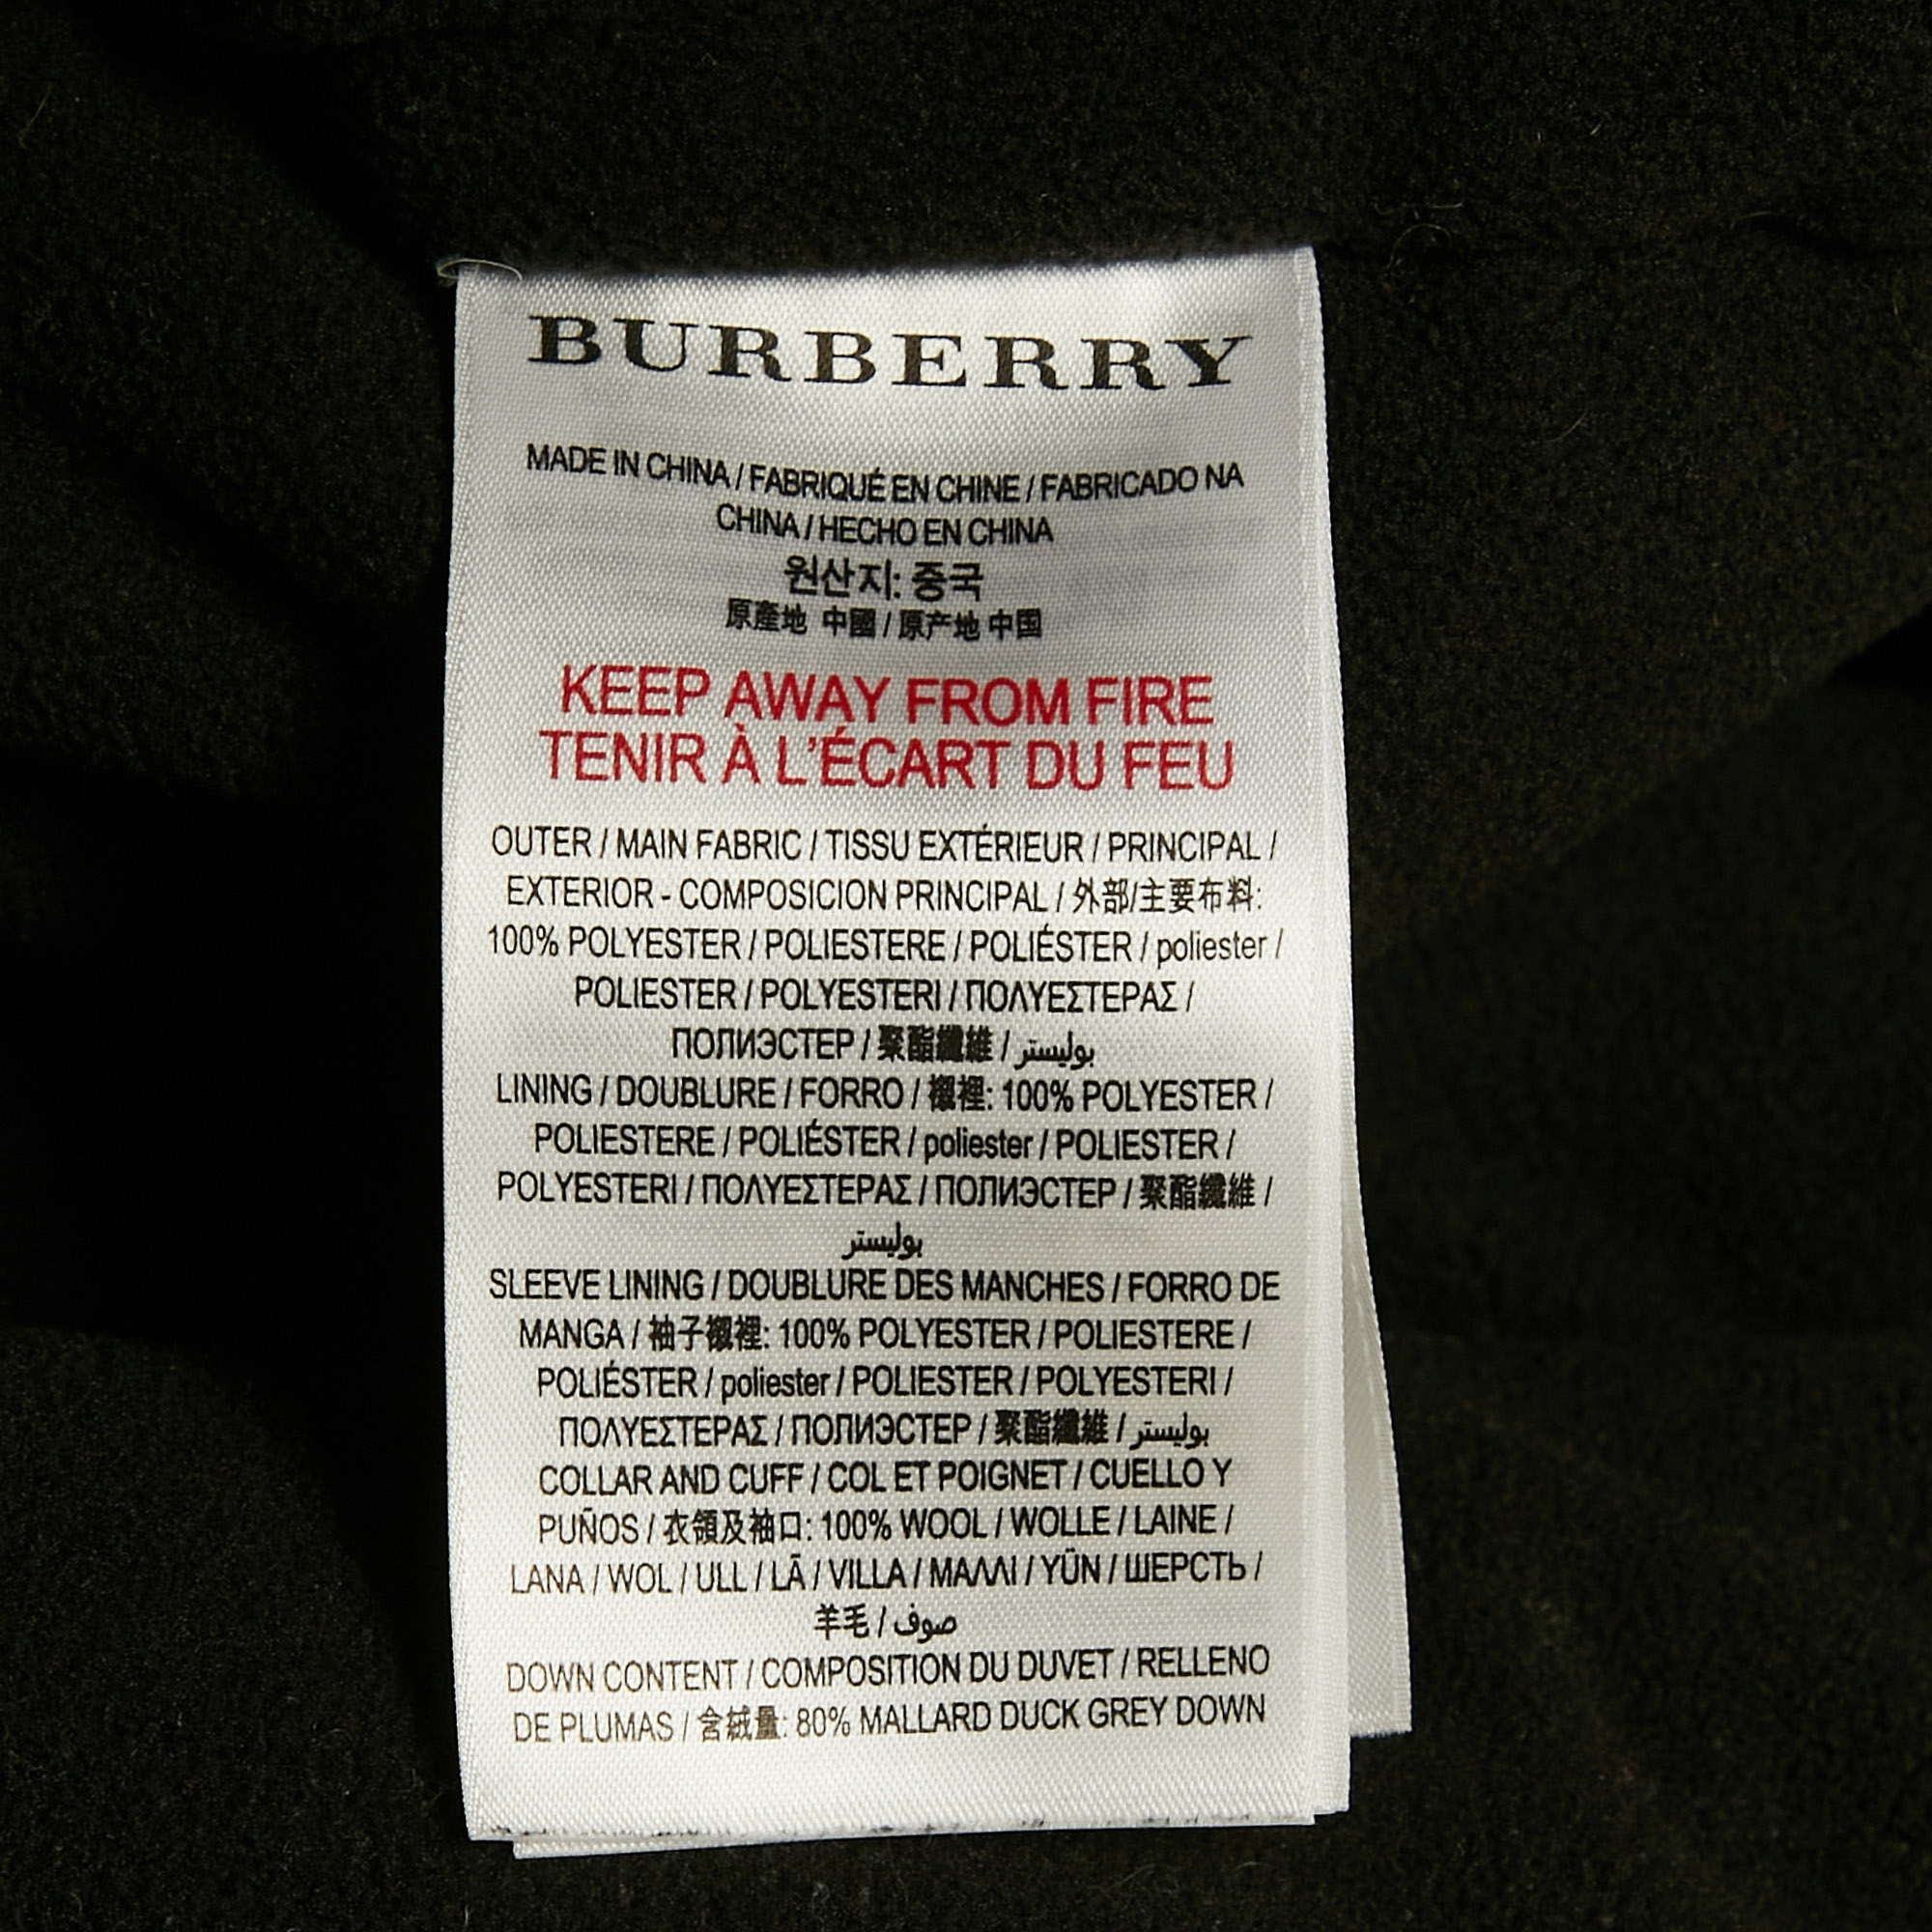 BURBERRY
MADE IN CHINA / FABRIQUÉ EN CHINE / FABRICADO NA
CHINA / HECHO EN CHINA
원산지: 중국
原產地 中國 / 原产地 中国
KEEP AWAY FROM FIRE
TENIR À L'ÉCART DU FEU
OUTER / MAIN FABRIC / TISSU EXTÉRIEUR / PRINCIPAL /
EXTERIOR - COMPOSICION PRINCIPAL / 外部/主要布料:
100% POLYESTER / POLIESTERE / POLIÉSTER / poliester /
POLIESTER / POLYESTERI / ΠΟΛΥΕΣΤΕΡΑΣ /
ПОЛИЭСТЕР / 聚酯纖維 / بوليستر
LINING / DOUBLURE / FORRO / 襯裡: 100% POLYESTER /
POLIESTERE / POLIÉSTER / poliester / POLIESTER /
POLYESTERI / ΠΟΛΥΕΣΤΕΡΑΣ / ПОЛИЭСТЕР / 聚酯纖維 /
بوليستر
SLEEVE LINING / DOUBLURE DES MANCHES / FORRO DE
MANGA / 袖子襯裡: 100% POLYESTER / POLIESTERE /
POLIÉSTER / poliester / POLIESTER / POLYESTERI /
ΠΟΛΥΕΣΤΕΡΑΣ / ПОЛИЭСТЕР / 聚酯纖維 / بوليستر
COLLAR AND CUFF / COL ET POIGNET / CUELLO Y
PUÑOS / 衣領及袖口: 100% WOOL / WOLLE / LAINE /
LANA / WOL / ULL / LÃ / VILLA / ΜΑΛΛΙ / YÜN / ШЕРСТЬ /
羊毛 / صوف
DOWN CONTENT / COMPOSITION DU DUVET / RELLENO
DE PLUMAS / 含絨量: 80% MALLARD DUCK GREY DOWN